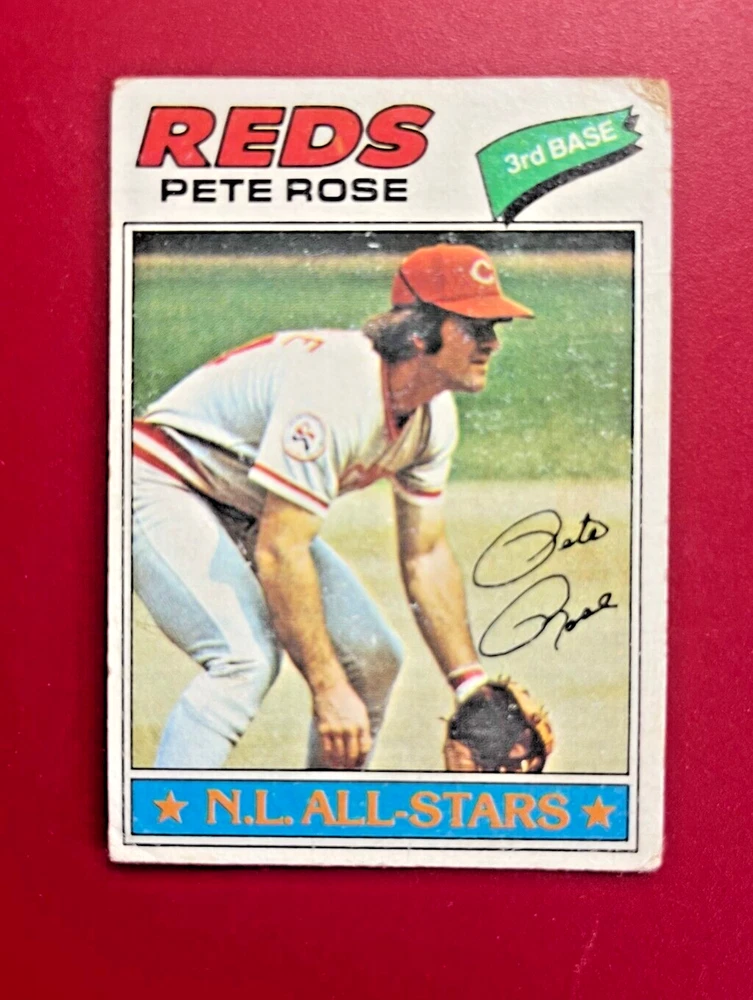 REDS
PETE ROSE
3rd BASE
C
Pete
Rose
★ N.L. ALL-STARS ★